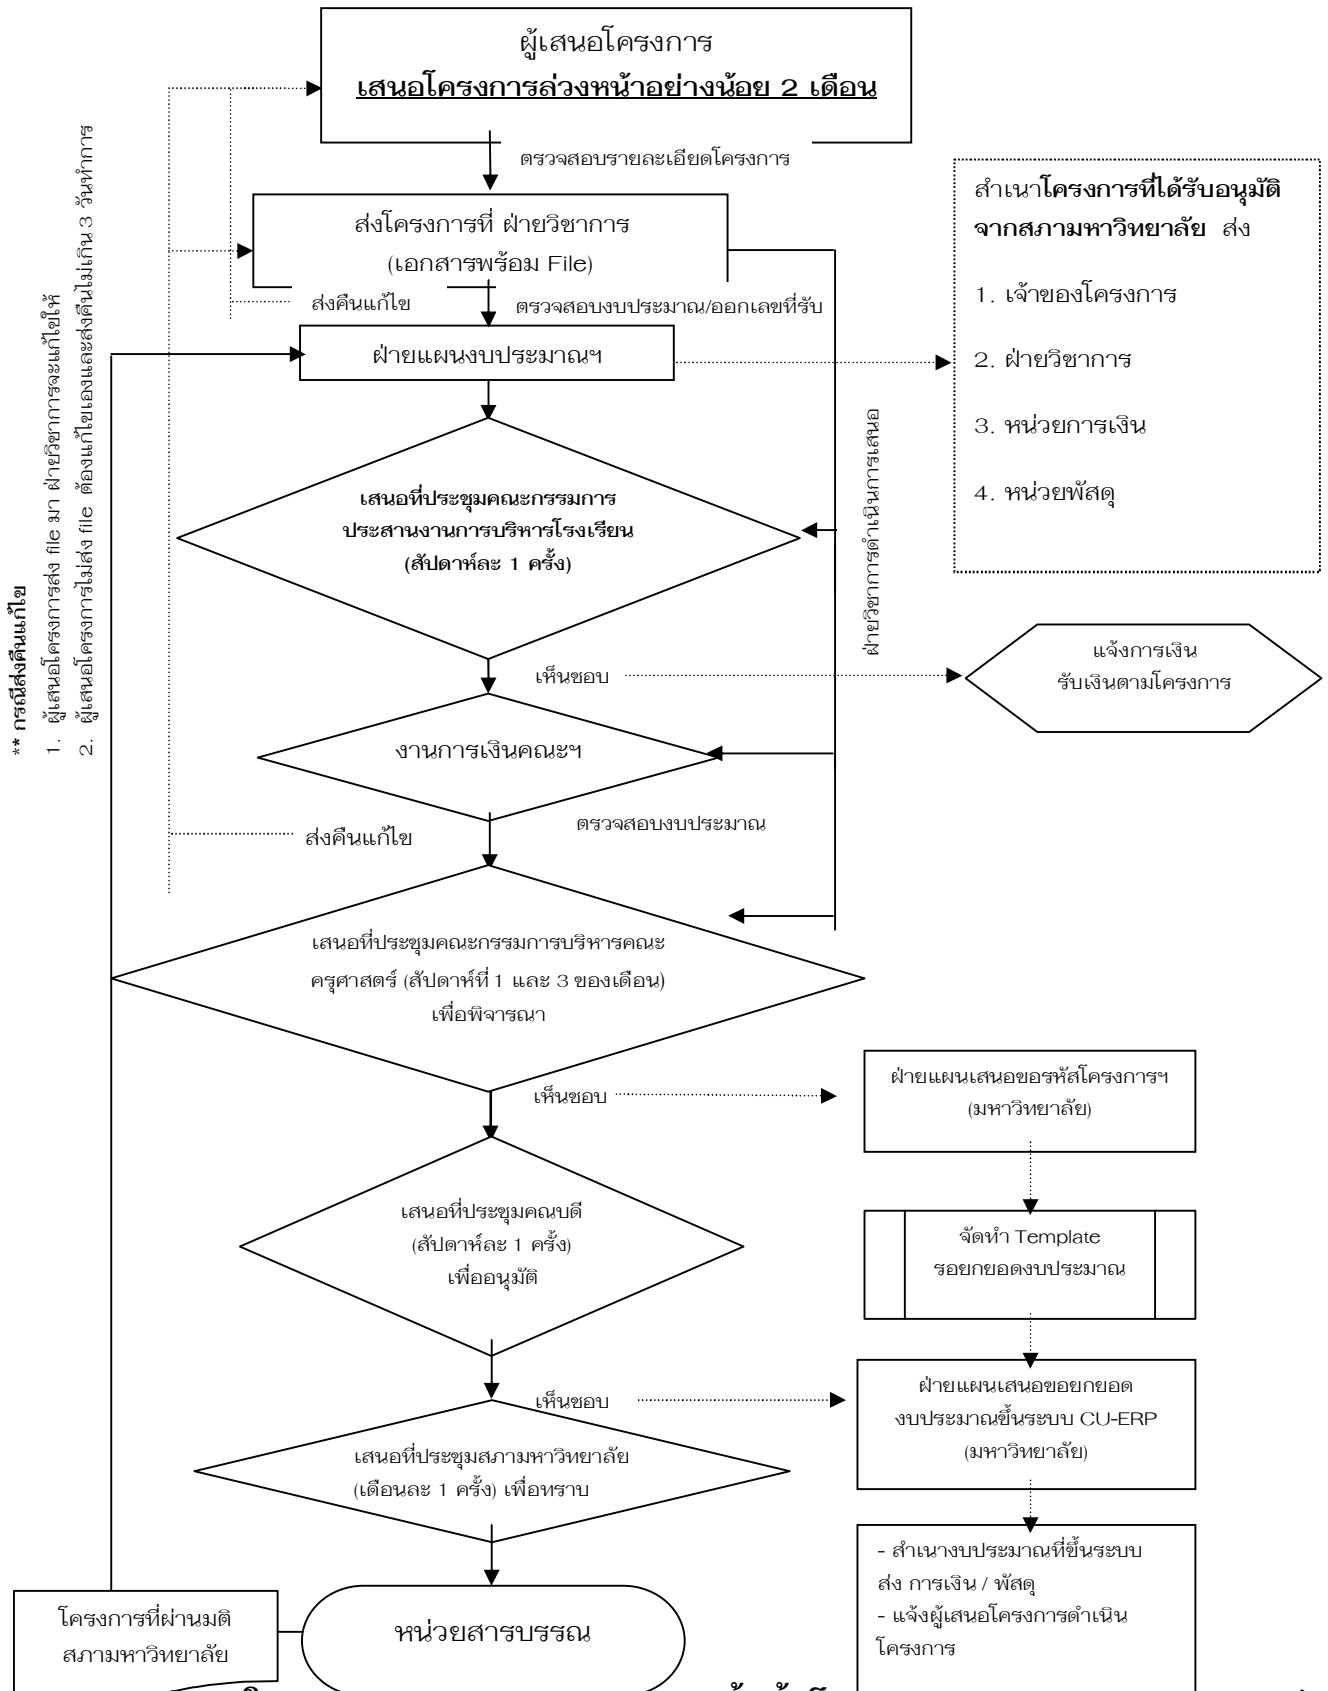 ผู้เสนอโครงการ
เสนอโครงการล่วงหน้าอย่างน้อย 2 เดือน
ตรวจสอบรายละเอียดโครงการ
ส่งโครงการที่ ฝ่ายวิชาการ
(เอกสารพร้อม File)
ส่งคืนแก้ไข
ตรวจสอบงบประมาณ/ออกเลขที่รับ
ฝ่ายแผนงบประมาณฯ
สำเนาโครงการที่ได้รับอนุมัติ
จากสภามหาวิทยาลัย ส่ง
1. เจ้าของโครงการ
2. ฝ่ายวิชาการ
3. หน่วยการเงิน
4. หน่วยพัสดุ
** กรณีส่งคืนแก้ไข
1. ผู้เสนอโครงการส่ง file มา ฝ่ายวิชาการจะแก้ไขให้
2. ผู้เสนอโครงการไม่ส่ง file ต้องแก้ไขเองและส่งคืนไม่เกิน 3 วันทำการ
ฝ่ายวิชาการดำเนินการเสนอ
เสนอที่ประชุมคณะกรรมการ
ประสานงานการบริหารโรงเรียน
(สัปดาห์ละ 1 ครั้ง)
เห็นชอบ
แจ้งการเงิน
รับเงินตามโครงการ
งานการเงินคณะฯ
ตรวจสอบงบประมาณ
ส่งคืนแก้ไข
เสนอที่ประชุมคณะกรรมการบริหารคณะ
ครุศาสตร์ (สัปดาห์ที่ 1 และ 3 ของเดือน)
เพื่อพิจารณา
เห็นชอบ
ฝ่ายแผนเสนอขอรหัสโครงการฯ
(มหาวิทยาลัย)
เสนอที่ประชุมคณบดี
(สัปดาห์ละ 1 ครั้ง)
เพื่ออนุมัติ
จัดทำ Template
รอยกยอดงบประมาณ
เห็นชอบ
ฝ่ายแผนเสนอขอยกยอด
งบประมาณขึ้นระบบ CU-ERP
(มหาวิทยาลัย)
เสนอที่ประชุมสภามหาวิทยาลัย
(เดือนละ 1 ครั้ง) เพื่อทราบ
- สำเนางบประมาณที่ขึ้นระบบ
ส่ง การเงิน / พัสดุ
- แจ้งผู้เสนอโครงการดำเนิน
โครงการ
โครงการที่ผ่านมติ
สภามหาวิทยาลัย
หน่วยสารบรรณ